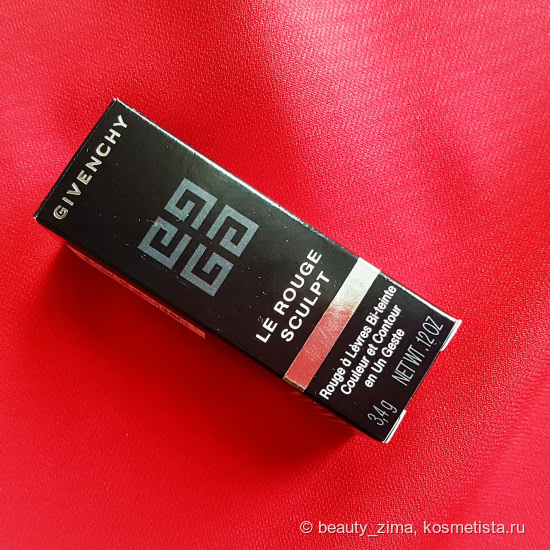 GIVENCHY
LE ROUGE
SCULPT
Rouge à Lèvres Bi-teinte
Couleur et Contour
en Un Geste
3,4 g NET WT. .12 OZ
© beauty_zima, kosmetista.ru